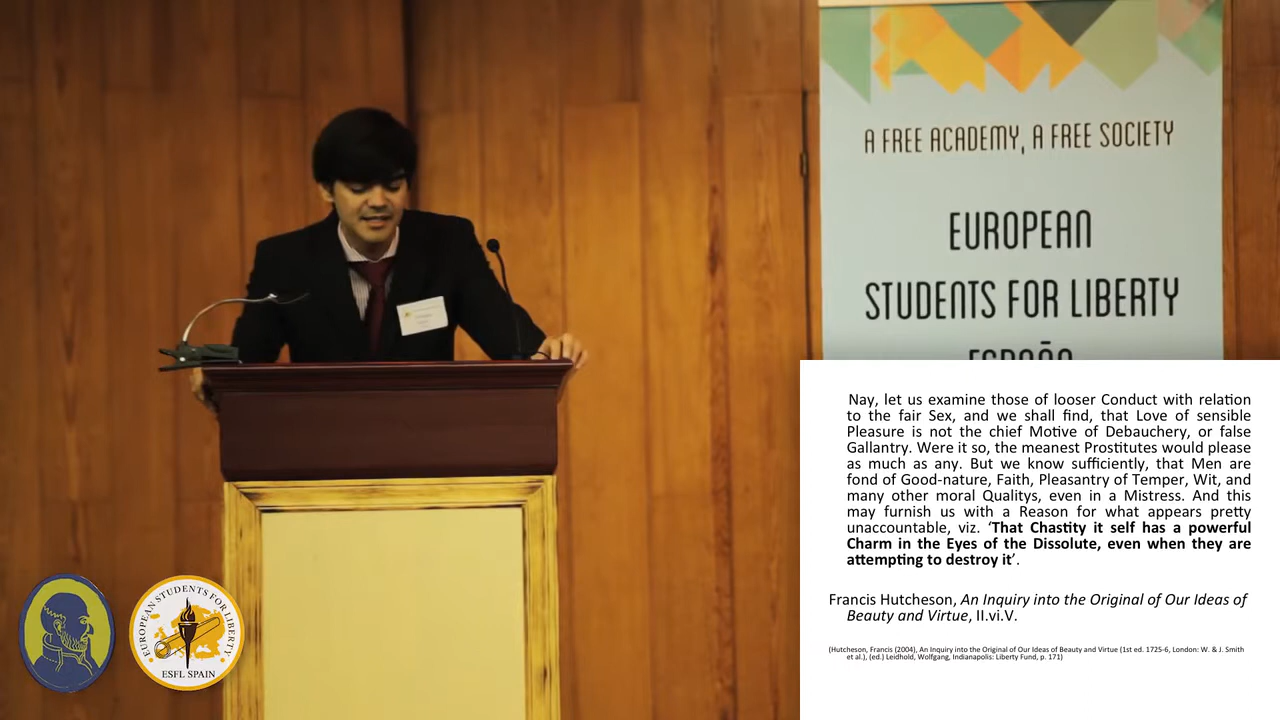 A FREE ACADEMY, A FREE SOCIETY
EUROPEAN
STUDENTS FOR LIBERTY
ESPAÑA
Nay, let us examine those of looser Conduct with relation
to the fair Sex, and we shall find, that Love of sensible
Pleasure is not the chief Motive of Debauchery, or false
Gallantry. Were it so, the meanest Prostitutes would please
as much as any. But we know sufficiently, that Men are
fond of Good-nature, Faith, Pleasantry of Temper, Wit, and
many other moral Qualitys, even in a Mistress. And this
may furnish us with a Reason for what appears pretty
unaccountable, viz. ‘That Chastity it self has a powerful
Charm in the Eyes of the Dissolute, even when they are
attempting to destroy it’.
Francis Hutcheson, An Inquiry into the Original of Our Ideas of
Beauty and Virtue, II.vi.V.
(Hutcheson, Francis (2004), An Inquiry into the Original of Our Ideas of Beauty and Virtue (1st ed. 1725-6, London: W. & J. Smith
et al.), (ed.) Leidhold, Wolfgang, Indianapolis: Liberty Fund, p. 171)
EUROPEAN STUDENTS FOR LIBERTY
ESFL SPAIN